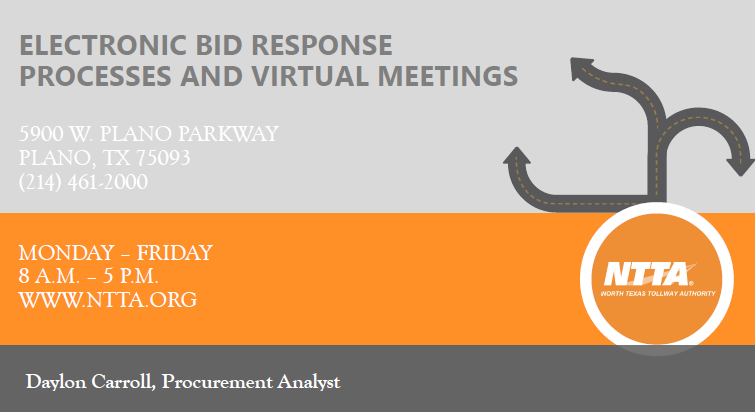 ELECTRONIC BID RESPONSE
PROCESSES AND VIRTUAL MEETINGS
5900 W. PLANO PARKWAY
PLANO, TX 75093
(214) 461-2000
MONDAY – FRIDAY
8 A.M. – 5 P.M.
WWW.NTTA.ORG
NTTA®
NORTH TEXAS TOLLWAY AUTHORITY
Daylon Carroll, Procurement Analyst